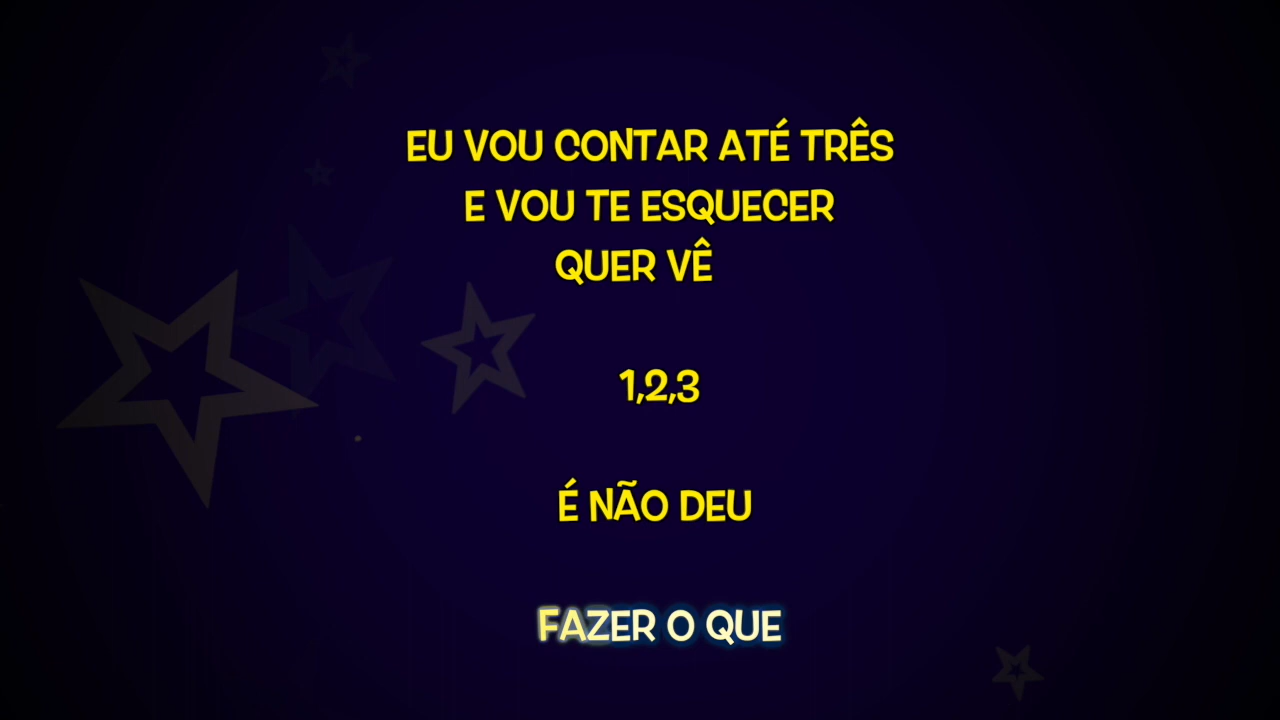 EU VOU CONTAR ATÉ TRÊS
E VOU TE ESQUECER
QUER VÊ
1,2,3
É NÃO DEU
FAZER O QUE